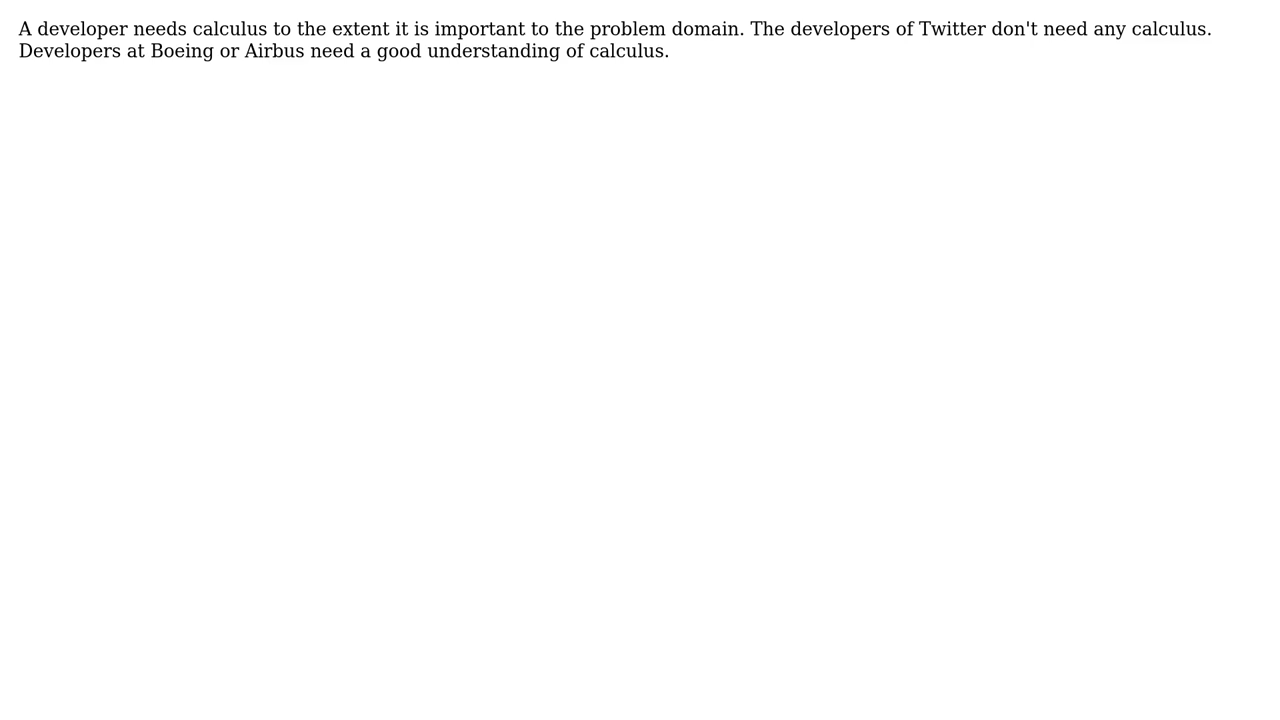 A developer needs calculus to the extent it is important to the problem domain. The developers of Twitter don't need any calculus.
Developers at Boeing or Airbus need a good understanding of calculus.